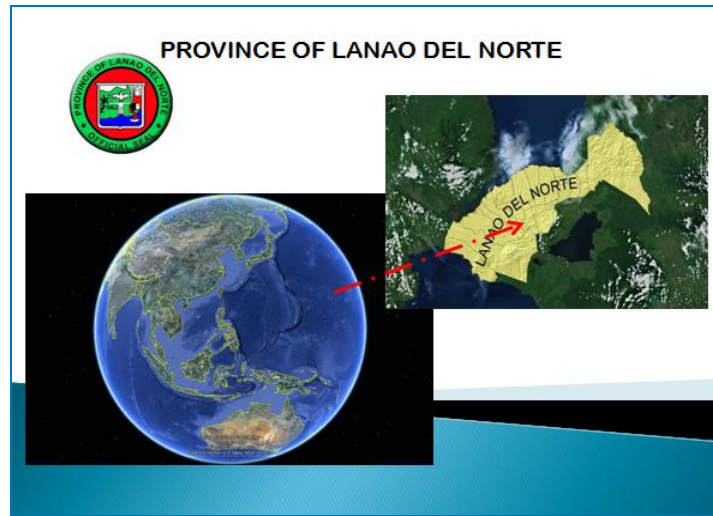 PROVINCE OF LANAO DEL NORTE
PROVINCE OF LANAO DEL NORTE
OFFICIAL SEAL
LANAO DEL NORTE